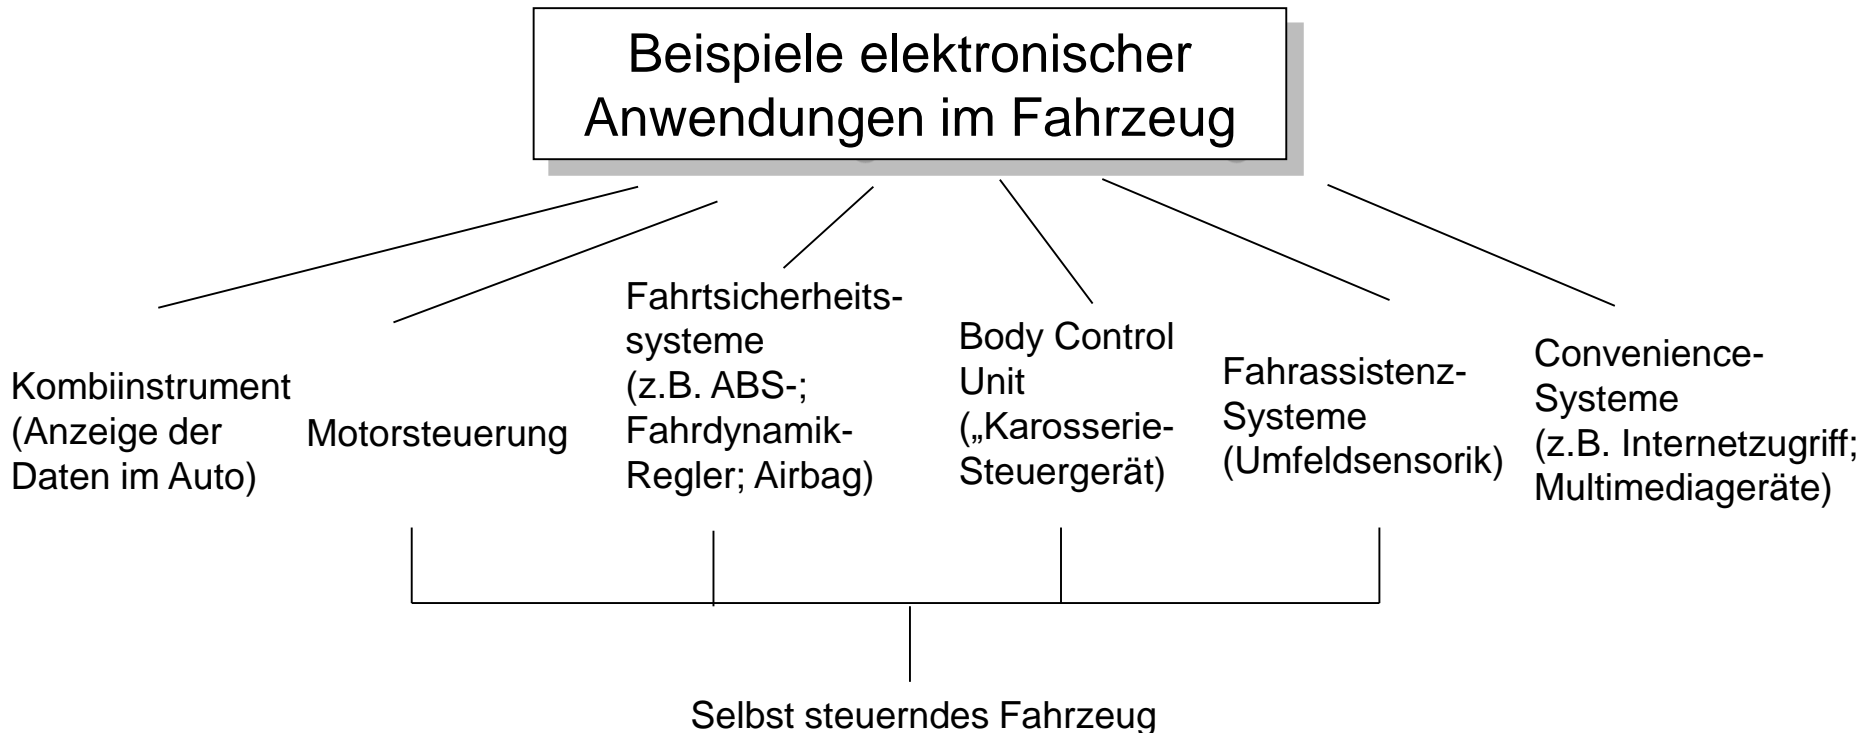 Beispiele elektronischer
Anwendungen im Fahrzeug
Kombiinstrument
(Anzeige der
Daten im Auto)
Motorsteuerung
Fahrtsicherheits-
systeme
(z.B. ABS-;
Fahrdynamik-
Regler; Airbag)
Body Control
Unit
(„Karosserie-
Steuergerät)
Fahrassistenz-
Systeme
(Umfeldsensorik)
Convenience-
Systeme
(z.B. Internetzugriff;
Multimediageräte)
Selbst steuerndes Fahrzeug